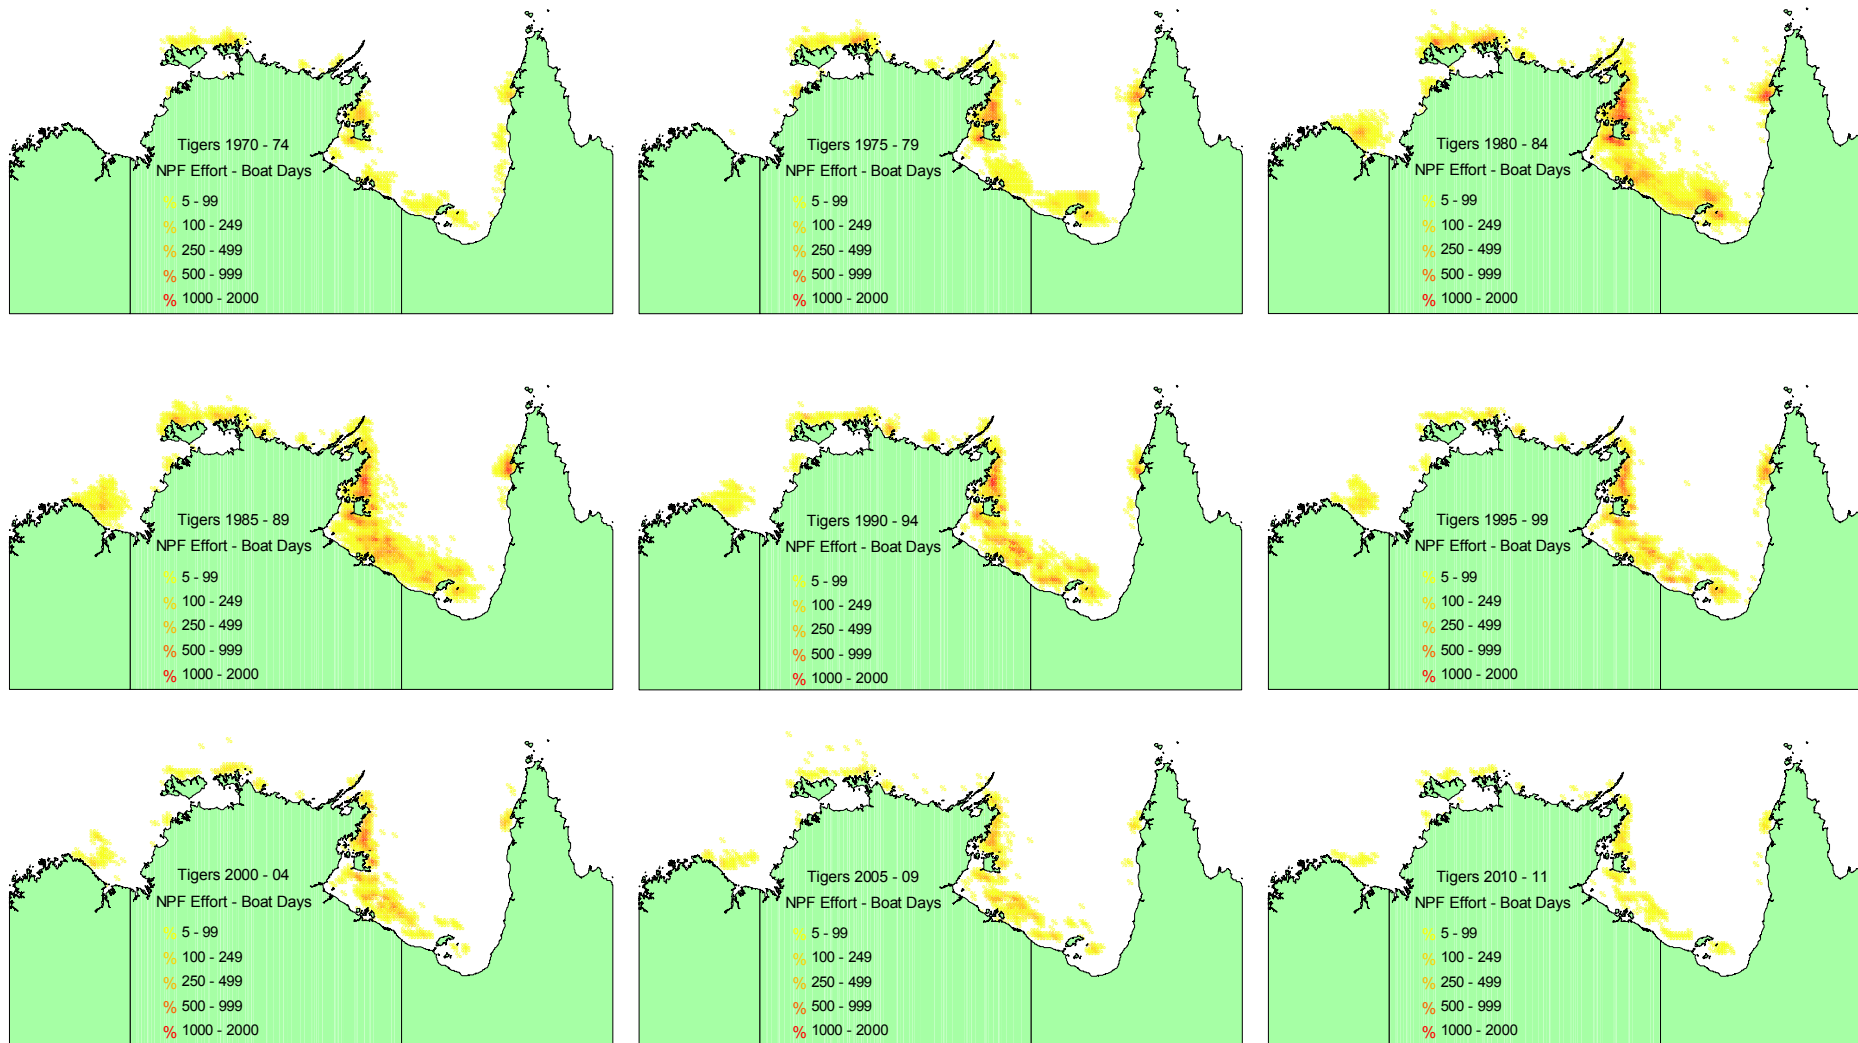 Tigers 1970 - 74
NPF Effort - Boat Days
% 5 - 99
% 100 - 249
% 250 - 499
% 500 - 999
% 1000 - 2000
Tigers 1975 - 79
NPF Effort - Boat Days
% 5 - 99
% 100 - 249
% 250 - 499
% 500 - 999
% 1000 - 2000
Tigers 1980 - 84
NPF Effort - Boat Days
% 5 - 99
% 100 - 249
% 250 - 499
% 500 - 999
% 1000 - 2000
Tigers 1985 - 89
NPF Effort - Boat Days
% 5 - 99
% 100 - 249
% 250 - 499
% 500 - 999
% 1000 - 2000
Tigers 1990 - 94
NPF Effort - Boat Days
% 5 - 99
% 100 - 249
% 250 - 499
% 500 - 999
% 1000 - 2000
Tigers 1995 - 99
NPF Effort - Boat Days
% 5 - 99
% 100 - 249
% 250 - 499
% 500 - 999
% 1000 - 2000
Tigers 2000 - 04
NPF Effort - Boat Days
% 5 - 99
% 100 - 249
% 250 - 499
% 500 - 999
% 1000 - 2000
Tigers 2005 - 09
NPF Effort - Boat Days
% 5 - 99
% 100 - 249
% 250 - 499
% 500 - 999
% 1000 - 2000
Tigers 2010 - 11
NPF Effort - Boat Days
% 5 - 99
% 100 - 249
% 250 - 499
% 500 - 999
% 1000 - 2000